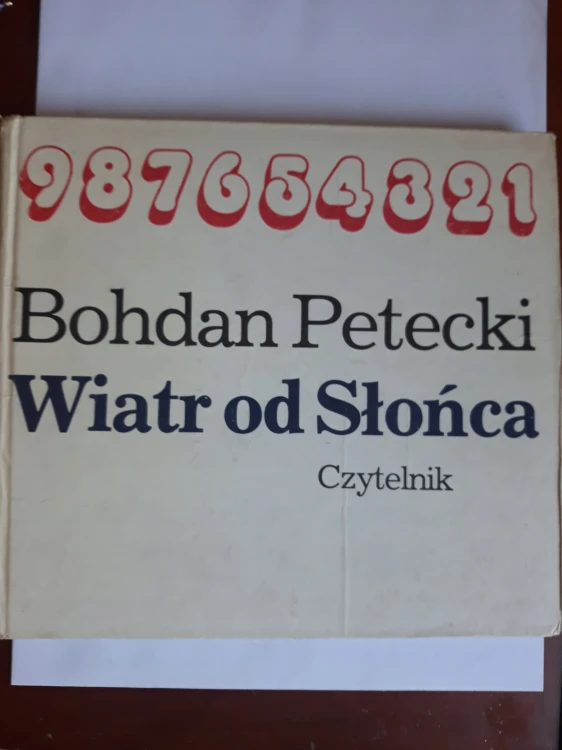 987654321
Bohdan Petecki
Wiatr od Słońca
Czytelnik